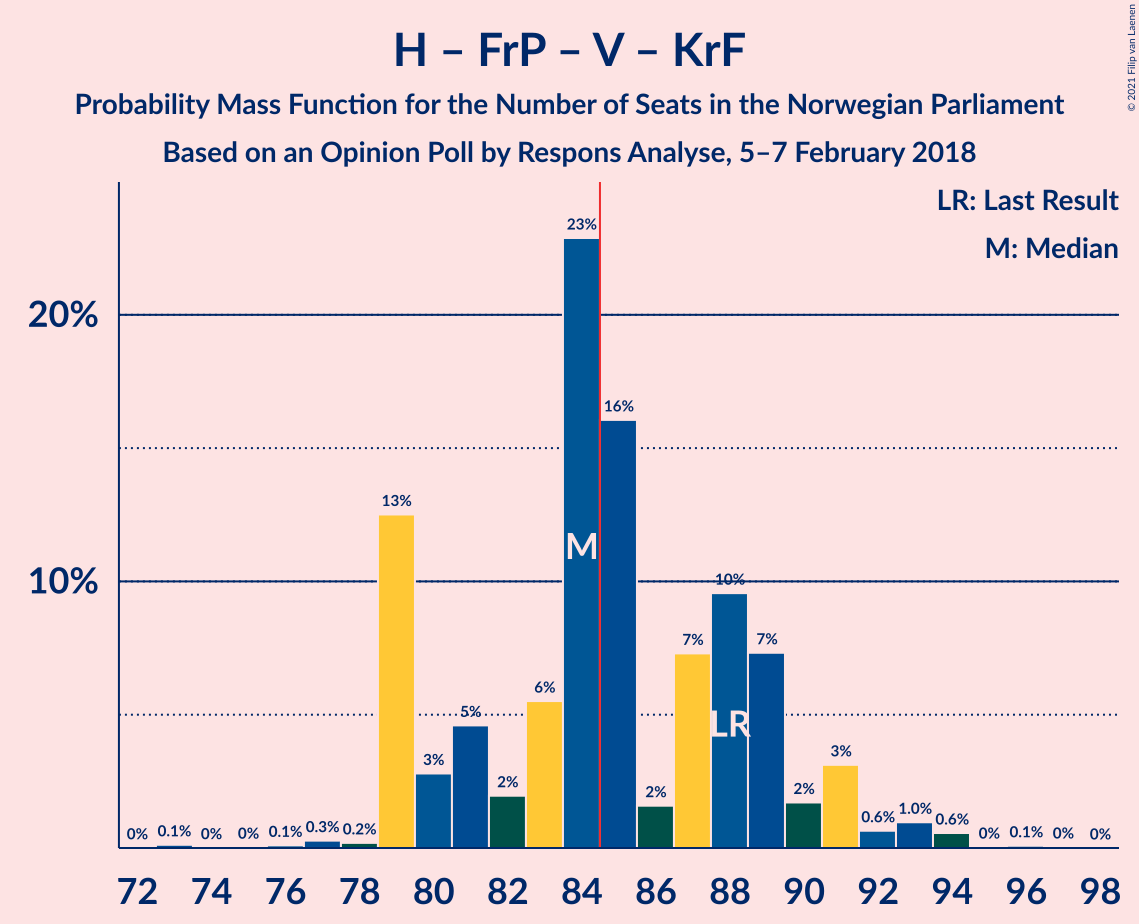 H – FrP – V – KrF
Probability Mass Function for the Number of Seats in the Norwegian Parliament
Based on an Opinion Poll by Respons Analyse, 5–7 February 2018
© 2021 Filip van Laenen
LR: Last Result
M: Median
20%
10%
0% 0.1% 0% 0% 0.1% 0.3% 0.2% 13% 3% 5% 2% 6% 23% 16% 2% 7% 10% 7% 2% 3% 0.6% 1.0% 0.6% 0% 0.1% 0% 0%
M
LR
72 74 76 78 80 82 84 86 88 90 92 94 96 98